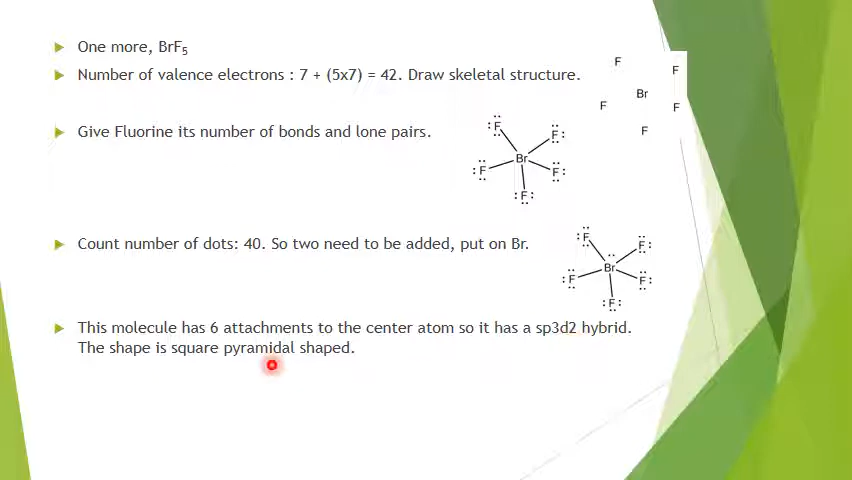 One more, BrF5
Number of valence electrons : 7 + (5x7) = 42. Draw skeletal structure.
F
F
Br
F
F
F
Give Fluorine its number of bonds and lone pairs.
:F
F:
Br
:F
F:
:F:
Count number of dots: 40. So two need to be added, put on Br.
:F
F:
Br
:F
F:
:F:
This molecule has 6 attachments to the center atom so it has a sp3d2 hybrid.
The shape is square pyramidal shaped.